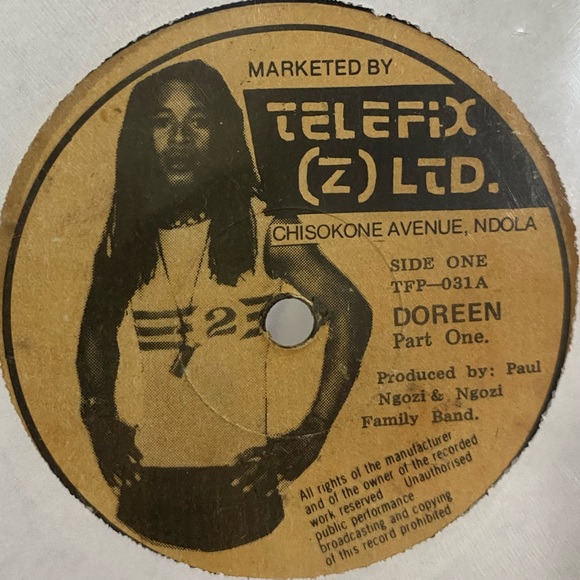 MARKETED BY
TELEFIX
(Z) LTD.
CHISOKONE AVENUE, NDOLA
SIDE ONE
TFP—031A
DOREEN
Part One.
Produced by: Paul
Ngozi & Ngozi
Family Band.
2
All rights of the manufacturer
and of the owner of the recorded
work reserved Unauthorised
public performance
broadcasting and copying
of this record prohibited